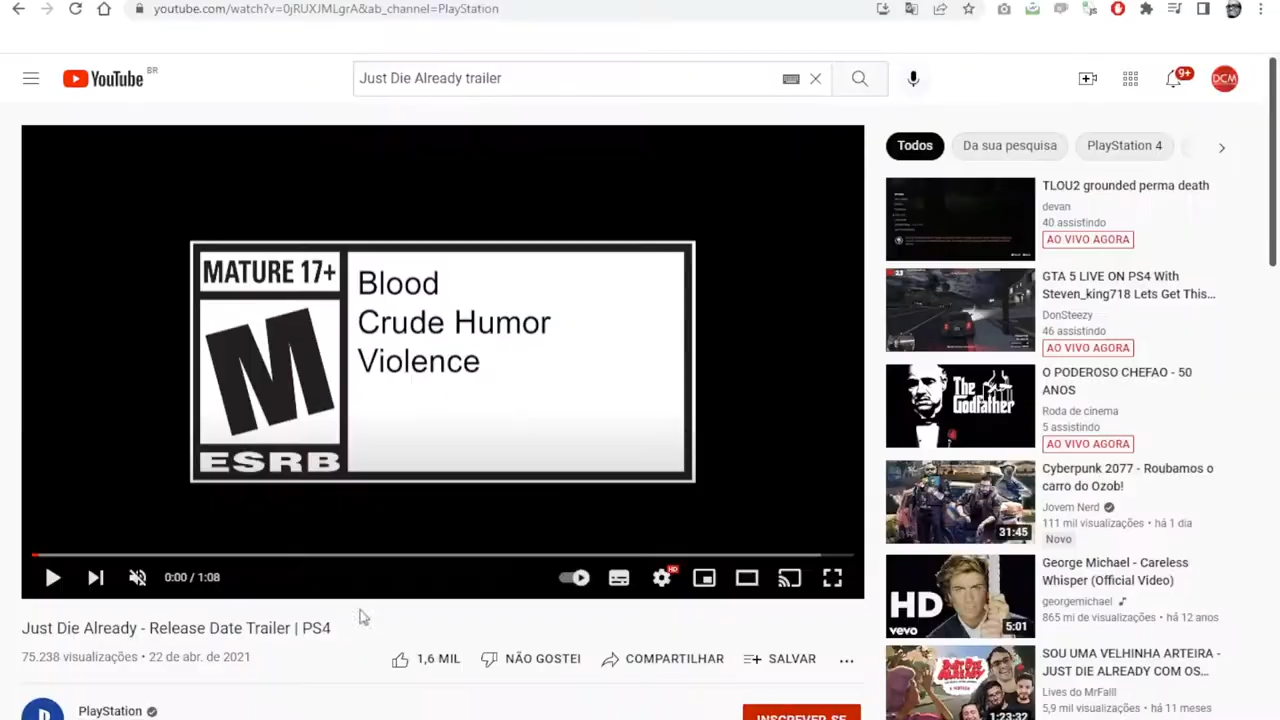 youtube.com/watch?v=0jRUXJMLgrA&ab_channel=PlayStation
YouTube BR
Just Die Already trailer
9+
DCM
MATURE 17+
M
ESRB
Blood
Crude Humor
Violence
HD
0:00 / 1:08
Just Die Already - Release Date Trailer | PS4
75.238 visualizações • 22 de abr. de 2021
1,6 MIL
NÃO GOSTEI
COMPARTILHAR
SALVAR
PlayStation
INSCREVER-SE
Todos
Da sua pesquisa
PlayStation 4
TLOU2 grounded perma death
devan
40 assistindo
AO VIVO AGORA
GTA 5 LIVE ON PS4 With
Steven_king718 Lets Get This...
DonSteezy
46 assistindo
AO VIVO AGORA
The
Godfather
O PODEROSO CHEFAO - 50
ANOS
Roda de cinema
5 assistindo
AO VIVO AGORA
31:45
Cyberpunk 2077 - Roubamos o
carro do Ozob!
Jovem Nerd
111 mil visualizações • há 1 dia
Novo
HD
vevo
5:01
George Michael - Careless
Whisper (Official Video)
georgemichael
865 mi de visualizações • há 12 anos
JUST DIE
ALREADY
1:23:32
SOU UMA VELHINHA ARTEIRA -
JUST DIE ALREADY COM OS...
Lives do MrFalll
5,9 mil visualizações • há 11 meses